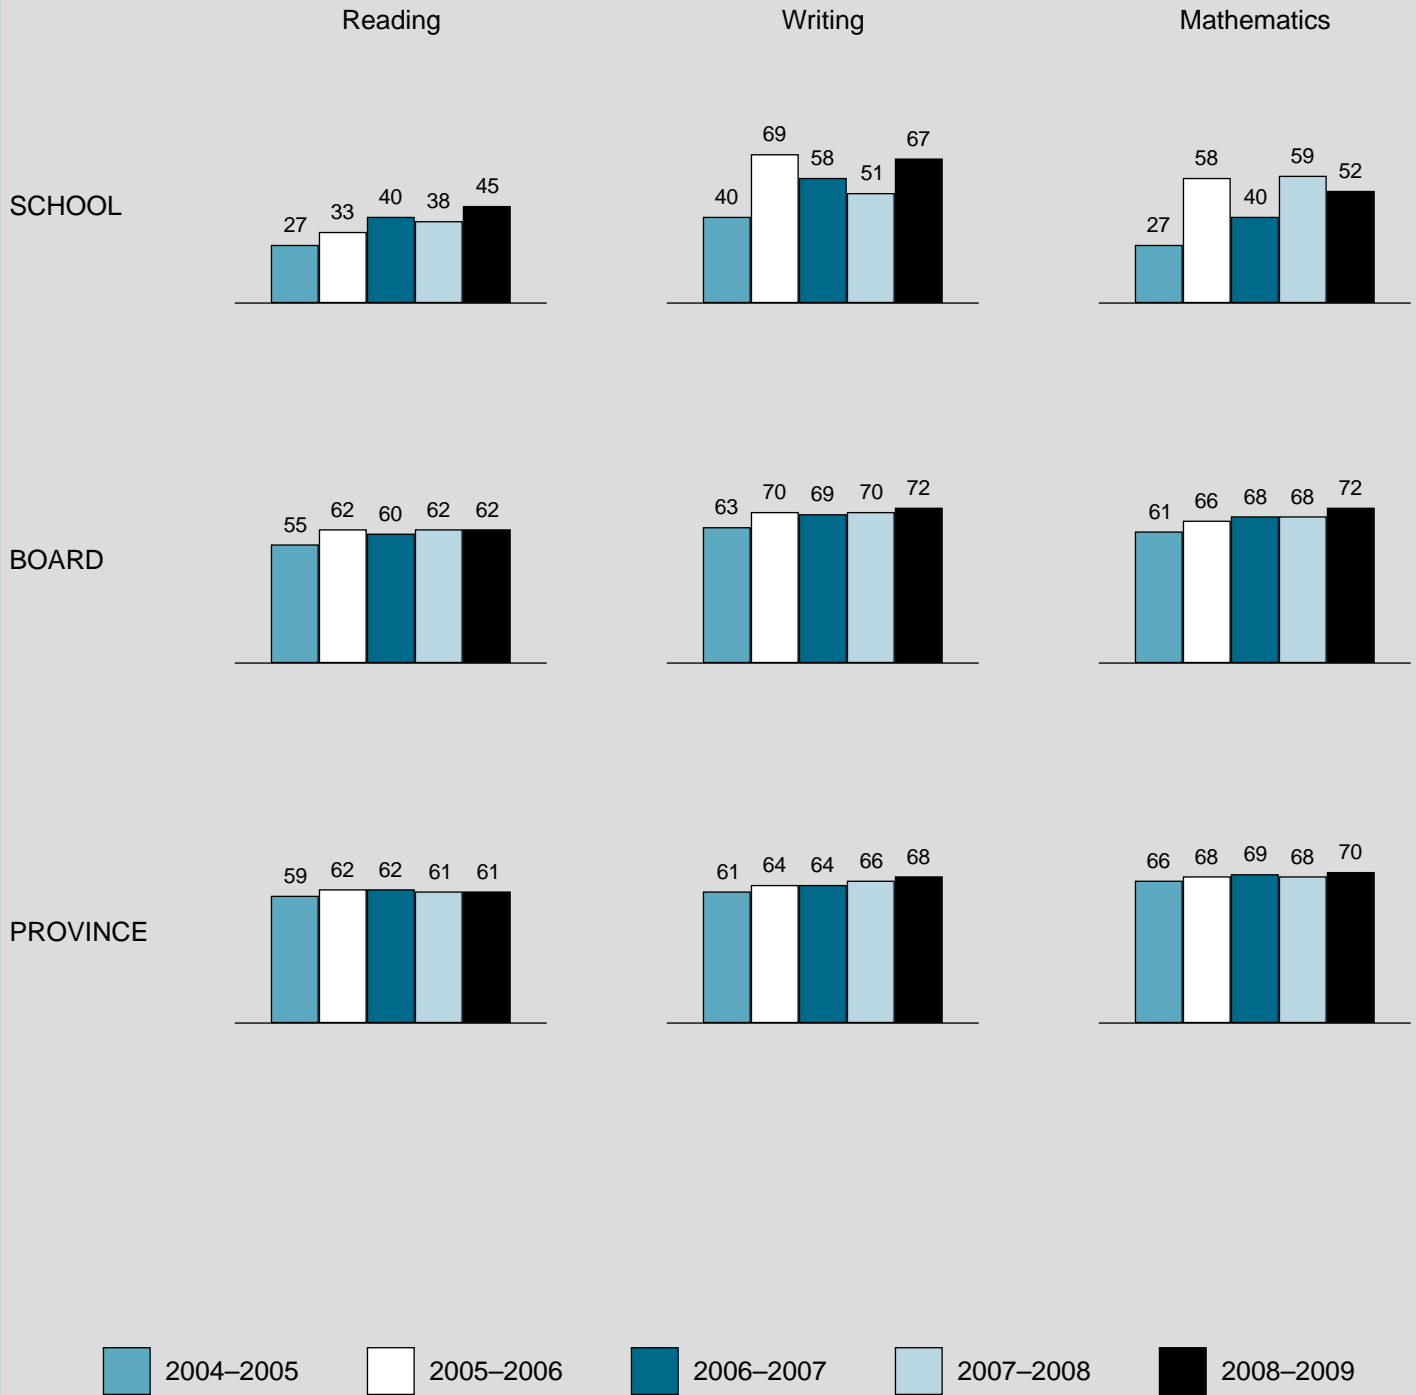 Reading Writing Mathematics
SCHOOL
27 33 40 38 45
40 69 58 51 67
27 58 40 59 52
BOARD
55 62 60 62 62
63 70 69 70 72
61 66 68 68 72
PROVINCE
59 62 62 61 61
61 64 64 66 68
66 68 69 68 70
2004–2005 2005–2006 2006–2007 2007–2008 2008–2009